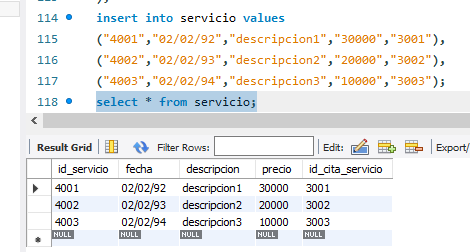 );
114 insert into servicio values
115 ("4001","02/02/92","descripcion1","30000","3001"),
116 ("4002","02/02/93","descripcion2","20000","3002"),
117 ("4003","02/02/94","descripcion3","10000","3003");
118 select * from servicio;
Result Grid Filter Rows: Edit: Export/
id_servicio fecha descripcion precio id_cita_servicio
4001 02/02/92 descripcion1 30000 3001
4002 02/02/93 descripcion2 20000 3002
4003 02/02/94 descripcion3 10000 3003
NULL NULL NULL NULL NULL